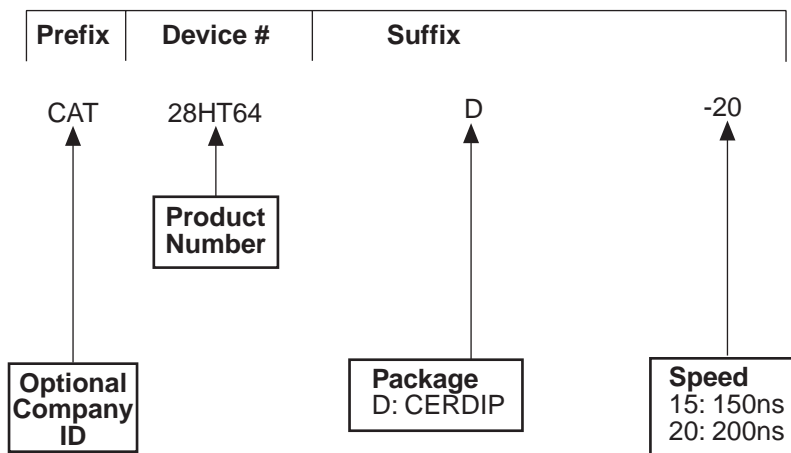 Prefix Device # Suffix
CAT 28HT64 D -20
Product
Number
Optional
Company
ID
Package
D: CERDIP
Speed
15: 150ns
20: 200ns